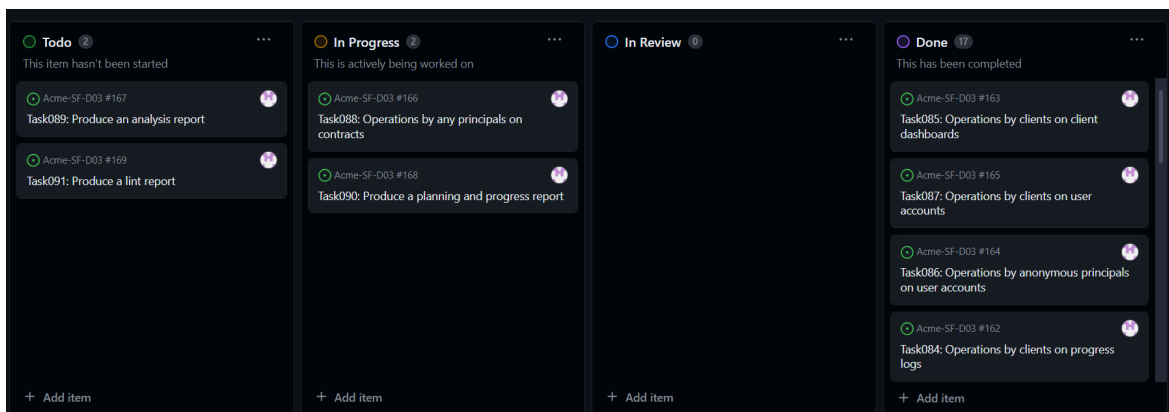 Todo 2 ...
This item hasn't been started
Acme-SF-D03 #167
Task089: Produce an analysis report
Acme-SF-D03 #169
Task091: Produce a lint report
+ Add item
In Progress 2 ...
This is actively being worked on
Acme-SF-D03 #166
Task088: Operations by any principals on
contracts
Acme-SF-D03 #168
Task090: Produce a planning and progress report
+ Add item
In Review 0 ...
+ Add item
Done 17 ...
This has been completed
Acme-SF-D03 #163
Task085: Operations by clients on client
dashboards
Acme-SF-D03 #165
Task087: Operations by clients on user
accounts
Acme-SF-D03 #164
Task086: Operations by anonymous principals
on user accounts
Acme-SF-D03 #162
Task084: Operations by clients on progress
logs
+ Add item